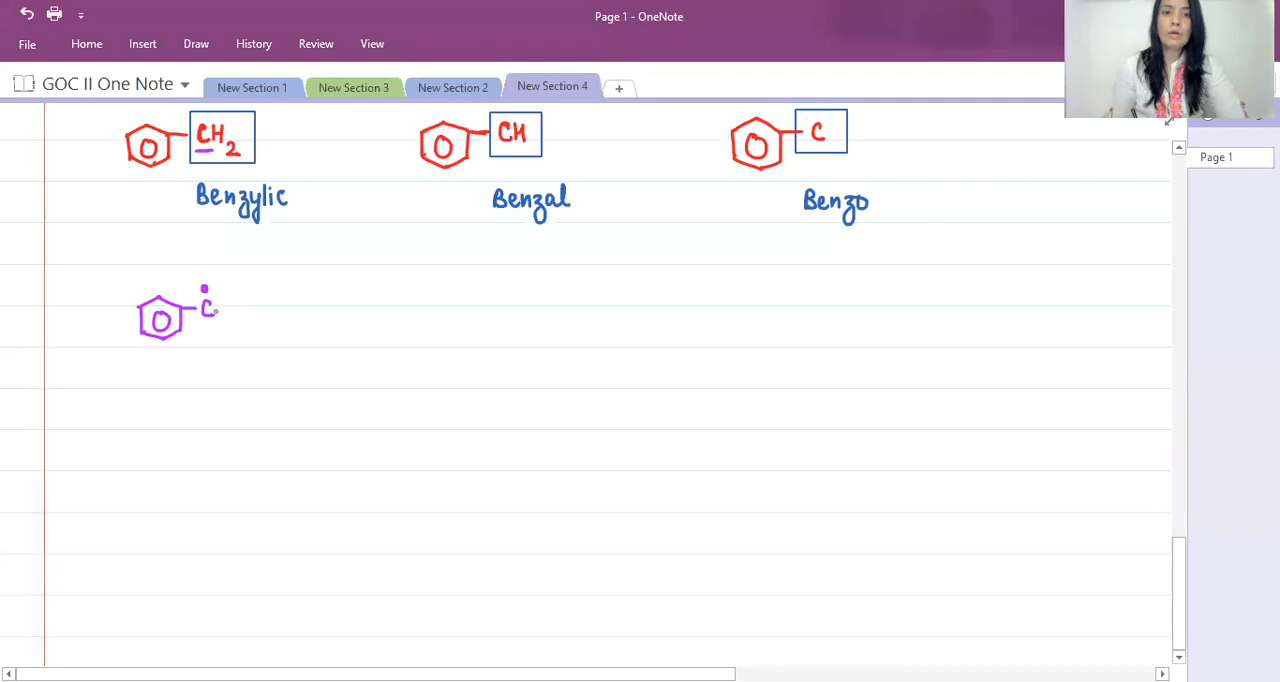 Page 1 - OneNote
File Home Insert Draw History Review View
GOC II One Note New Section 1 New Section 3 New Section 2 New Section 4 +
Page 1
CH2 CH C
Benzylic Benzal Benzo
C